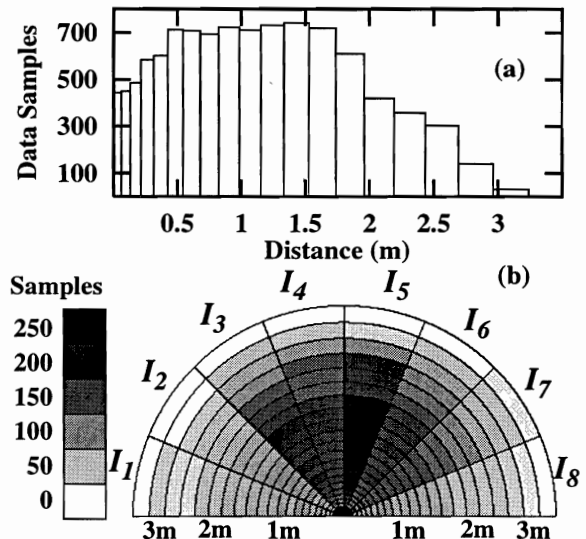 700
500
300
100
Data Samples
(a)
0.5 1 1.5 2 2.5 3
Distance (m)
(b)
Samples
250
200
150
100
50
0
I1 I2 I3 I4 I5 I6 I7 I8
3m 2m 1m 1m 2m 3m